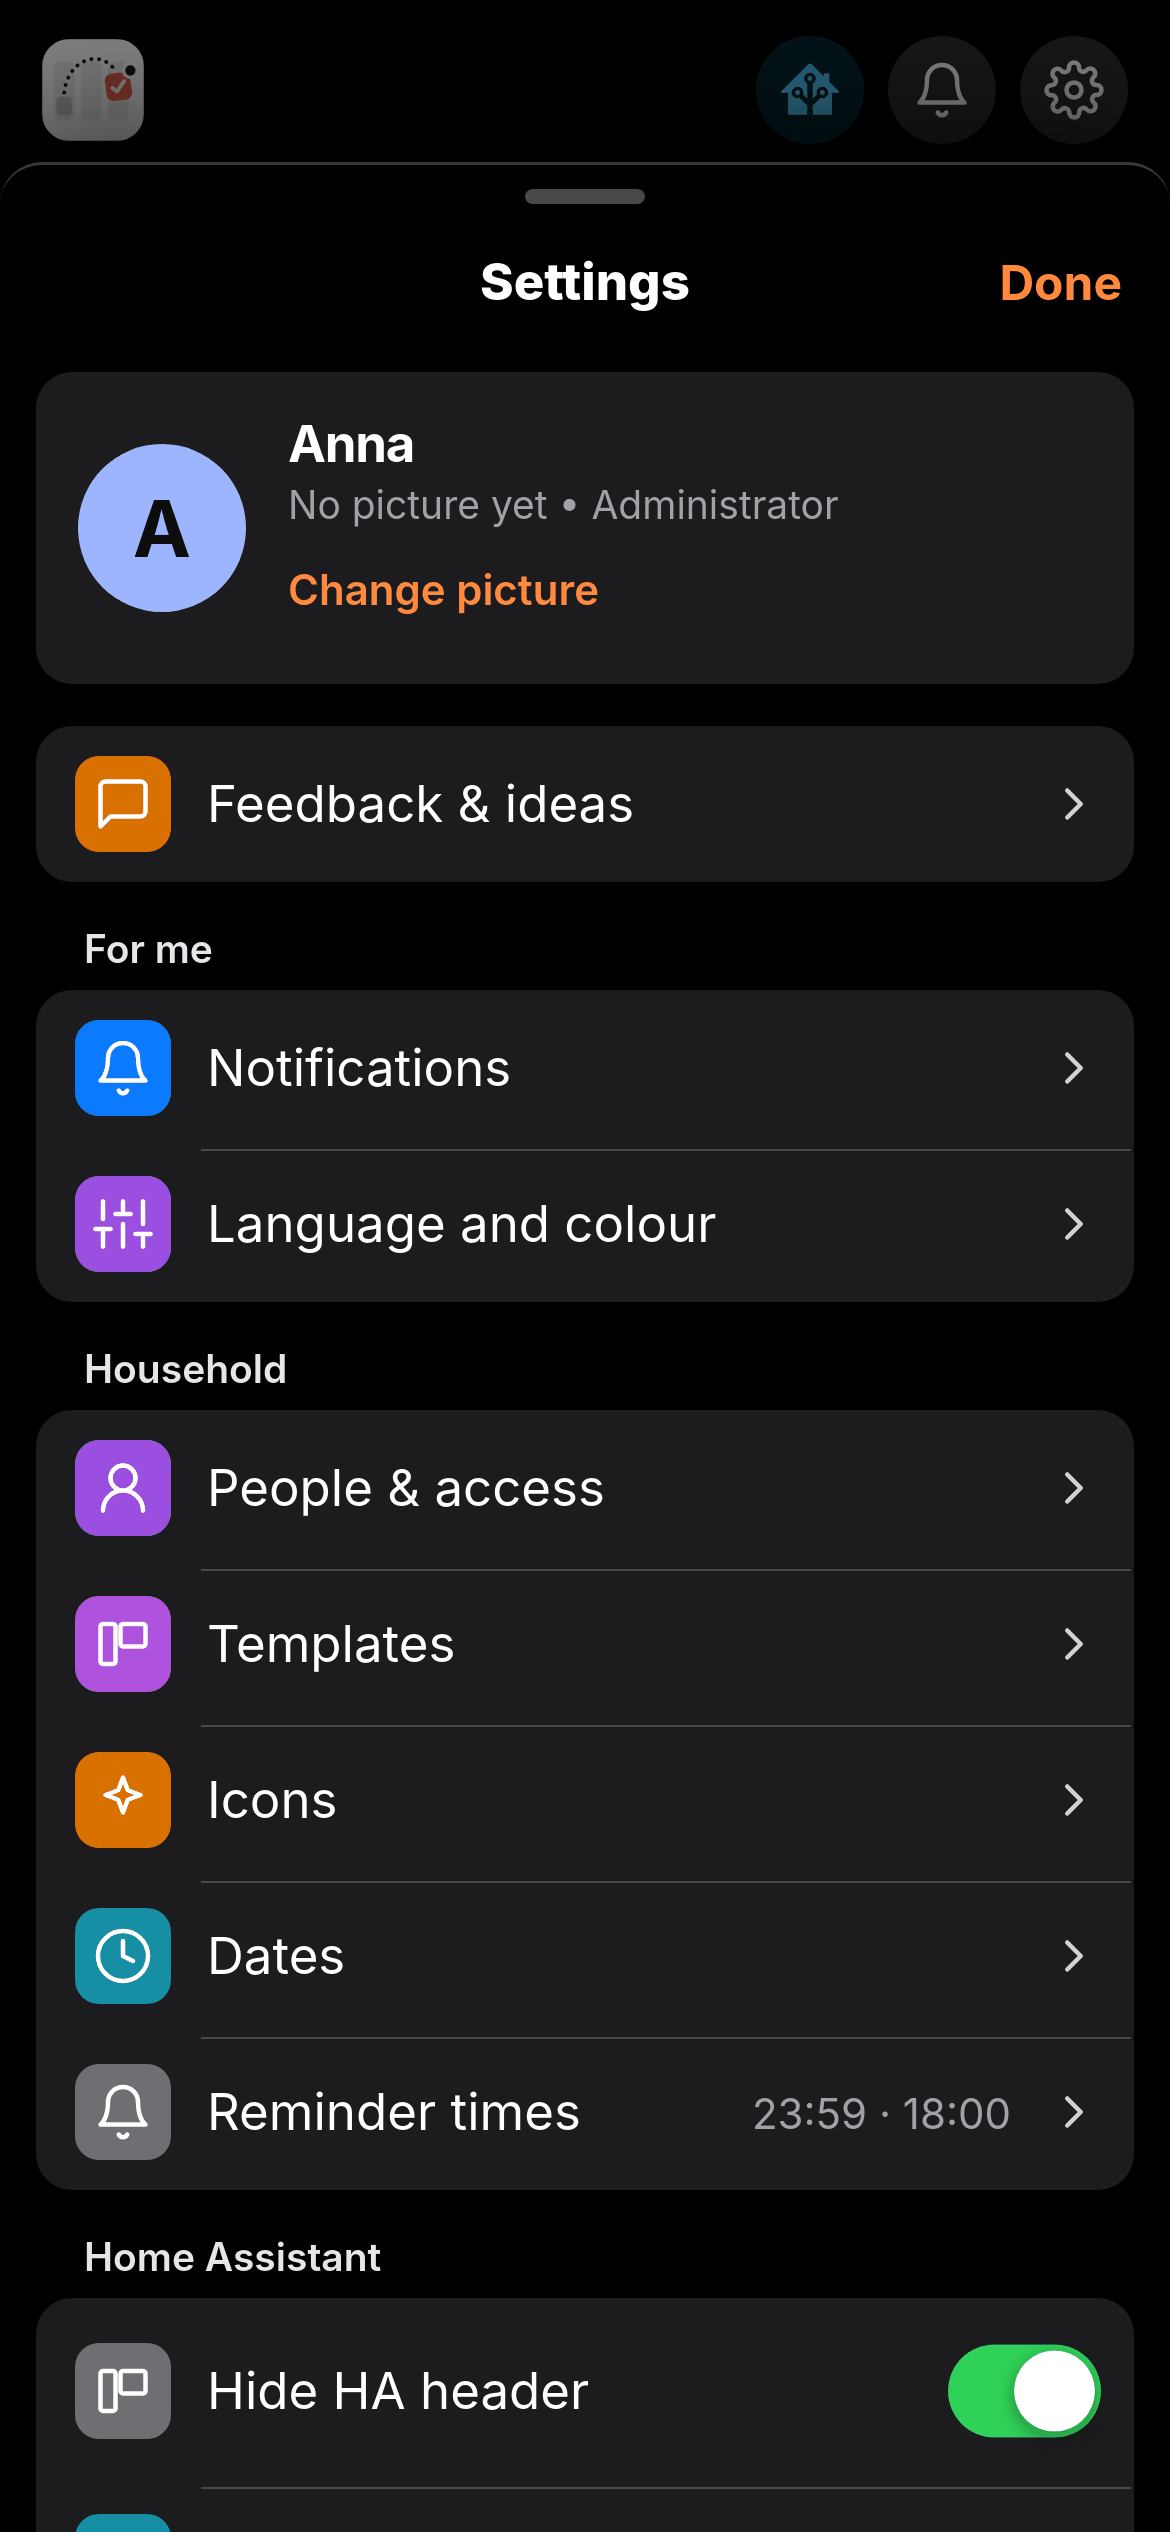 Settings
Done
A
Anna
No picture yet • Administrator
Change picture
Feedback & ideas
For me
Notifications
Language and colour
Household
People & access
Templates
Icons
Dates
Reminder times
23:59 · 18:00
Home Assistant
Hide HA header